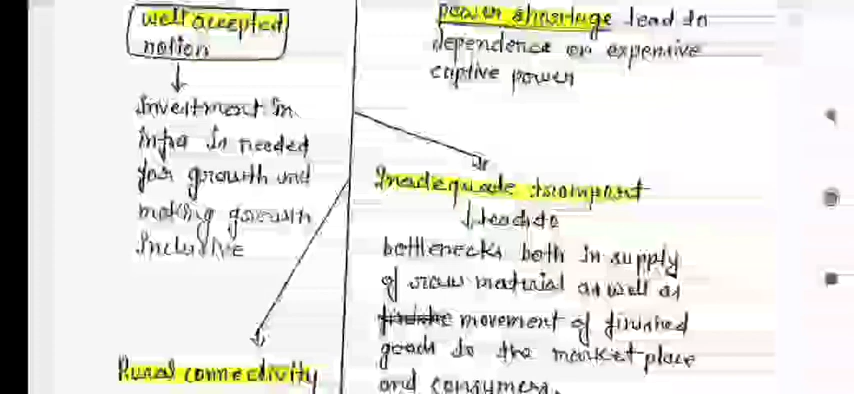 well accepted
notion
Investment in
infra is needed
for growth and
making growth
inclusive
power shortage lead to
dependence on expensive
captive power
Inadequate transport
leads to
bottlenecks both in supply
of raw material as well as
movement of finished
goods to the market place
and consumers.
Rural connectivity